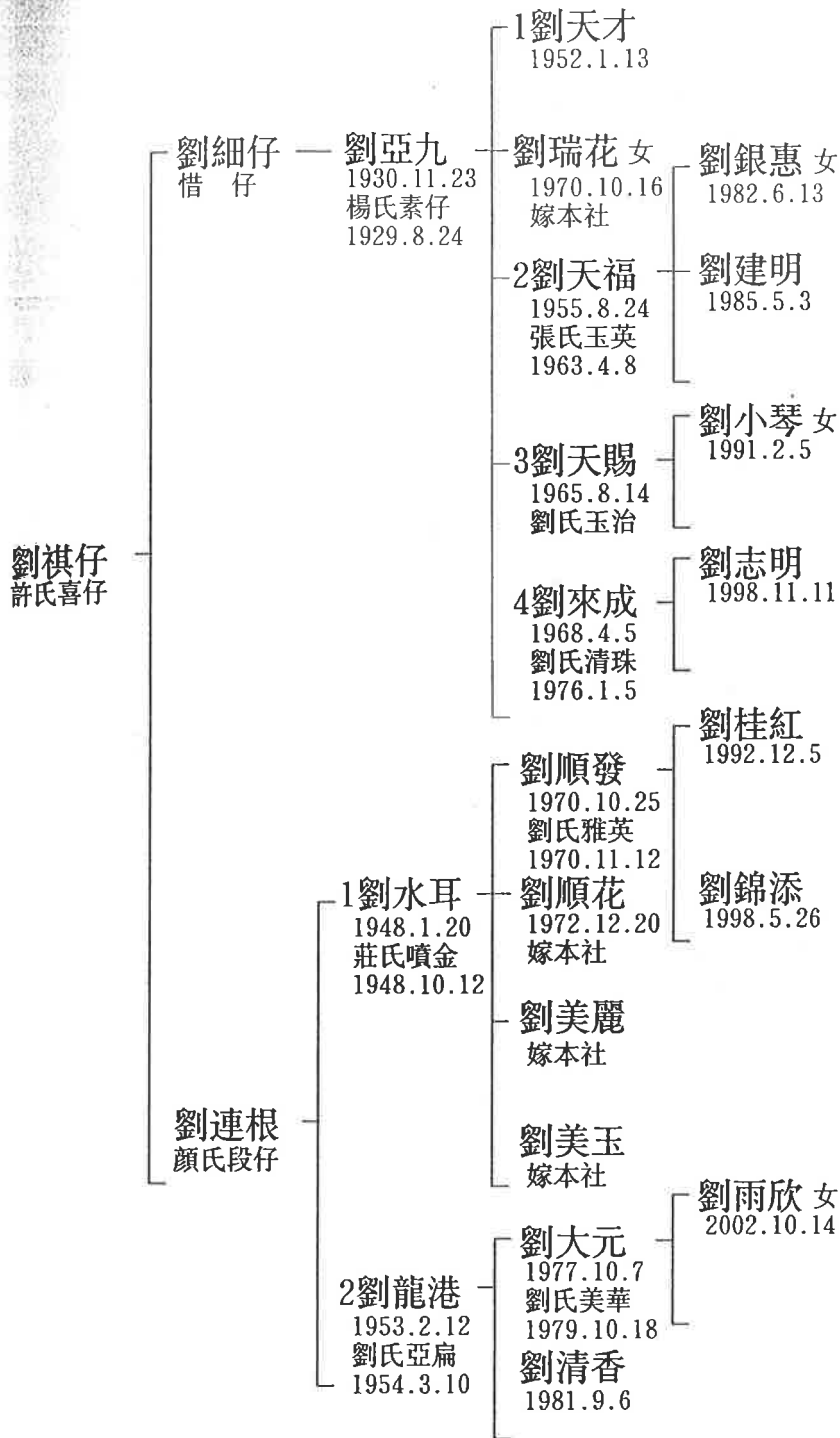 劉祺仔
許氏喜仔
劉細仔
惜 仔
劉亞九
1930.11.23
楊氏素仔
1929.8.24
1劉天才
1952.1.13
劉瑞花 女
1970.10.16
嫁本社
2劉天福
1955.8.24
張氏玉英
1963.4.8
劉銀惠 女
1982.6.13
劉建明
1985.5.3
3劉天賜
1965.8.14
劉氏玉治
劉小琴 女
1991.2.5
4劉來成
1968.4.5
劉氏清珠
1976.1.5
劉志明
1998.11.11
劉連根
顏氏段仔
1劉水耳
1948.1.20
莊氏噴金
1948.10.12
劉順發
1970.10.25
劉氏雅英
1970.11.12
劉桂紅
1992.12.5
劉錦添
1998.5.26
劉順花
1972.12.20
嫁本社
劉美麗
嫁本社
劉美玉
嫁本社
2劉龍港
1953.2.12
劉氏亞扁
1954.3.10
劉大元
1977.10.7
劉氏美華
1979.10.18
劉雨欣 女
2002.10.14
劉清香
1981.9.6